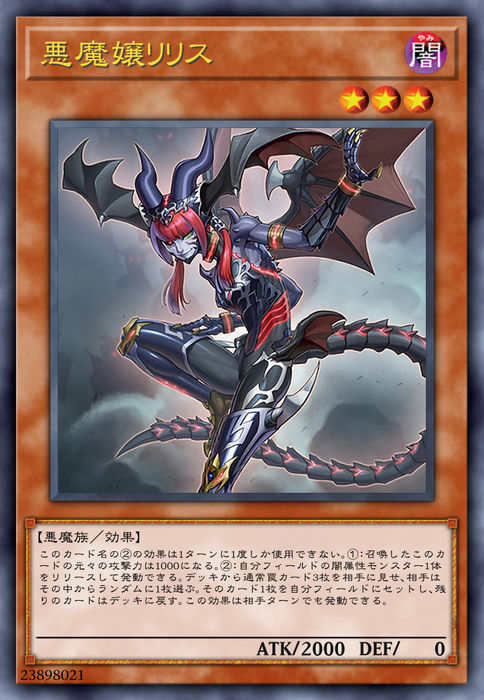 悪魔嬢リリス
やみ
闇
【悪魔族/効果】
このカード名の②の効果は1ターンに1度しか使用できない。①:召喚したこのカ
ードの元々の攻撃力は1000になる。②:自分フィールドの闇属性モンスター1体
をリリースして発動できる。デッキから通常罠カード3枚を相手に見せ、相手は
その中からランダムに1枚選ぶ。そのカード1枚を自分フィールドにセットし、残
りのカードはデッキに戻す。この効果は相手ターンでも発動できる。
ATK/2000 DEF/ 0
23898021